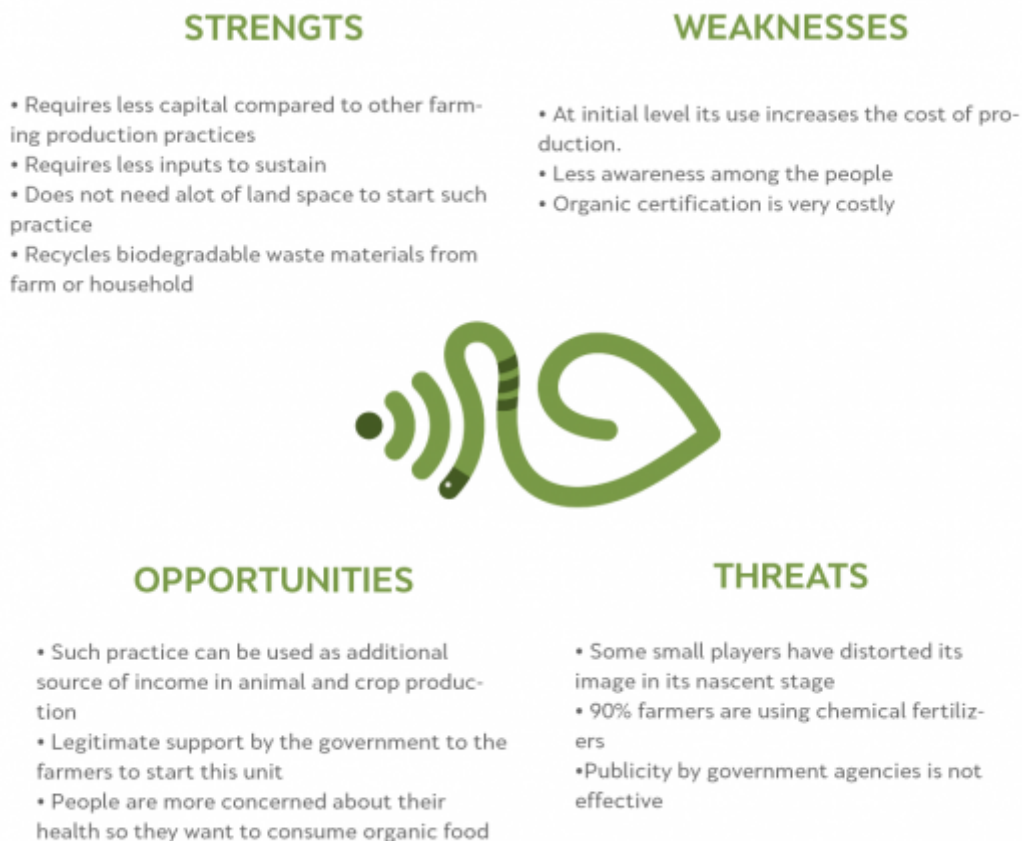 STRENGTS
• Requires less capital compared to other farm-
ing production practices
• Requires less inputs to sustain
• Does not need alot of land space to start such
practice
• Recycles biodegradable waste materials from
farm or household
WEAKNESSES
• At initial level its use increases the cost of pro-
duction.
• Less awareness among the people
• Organic certification is very costly
OPPORTUNITIES
• Such practice can be used as additional
source of income in animal and crop produc-
tion
• Legitimate support by the government to the
farmers to start this unit
• People are more concerned about their
health so they want to consume organic food
THREATS
• Some small players have distorted its
image in its nascent stage
• 90% farmers are using chemical fertiliz-
ers
•Publicity by government agencies is not
effective